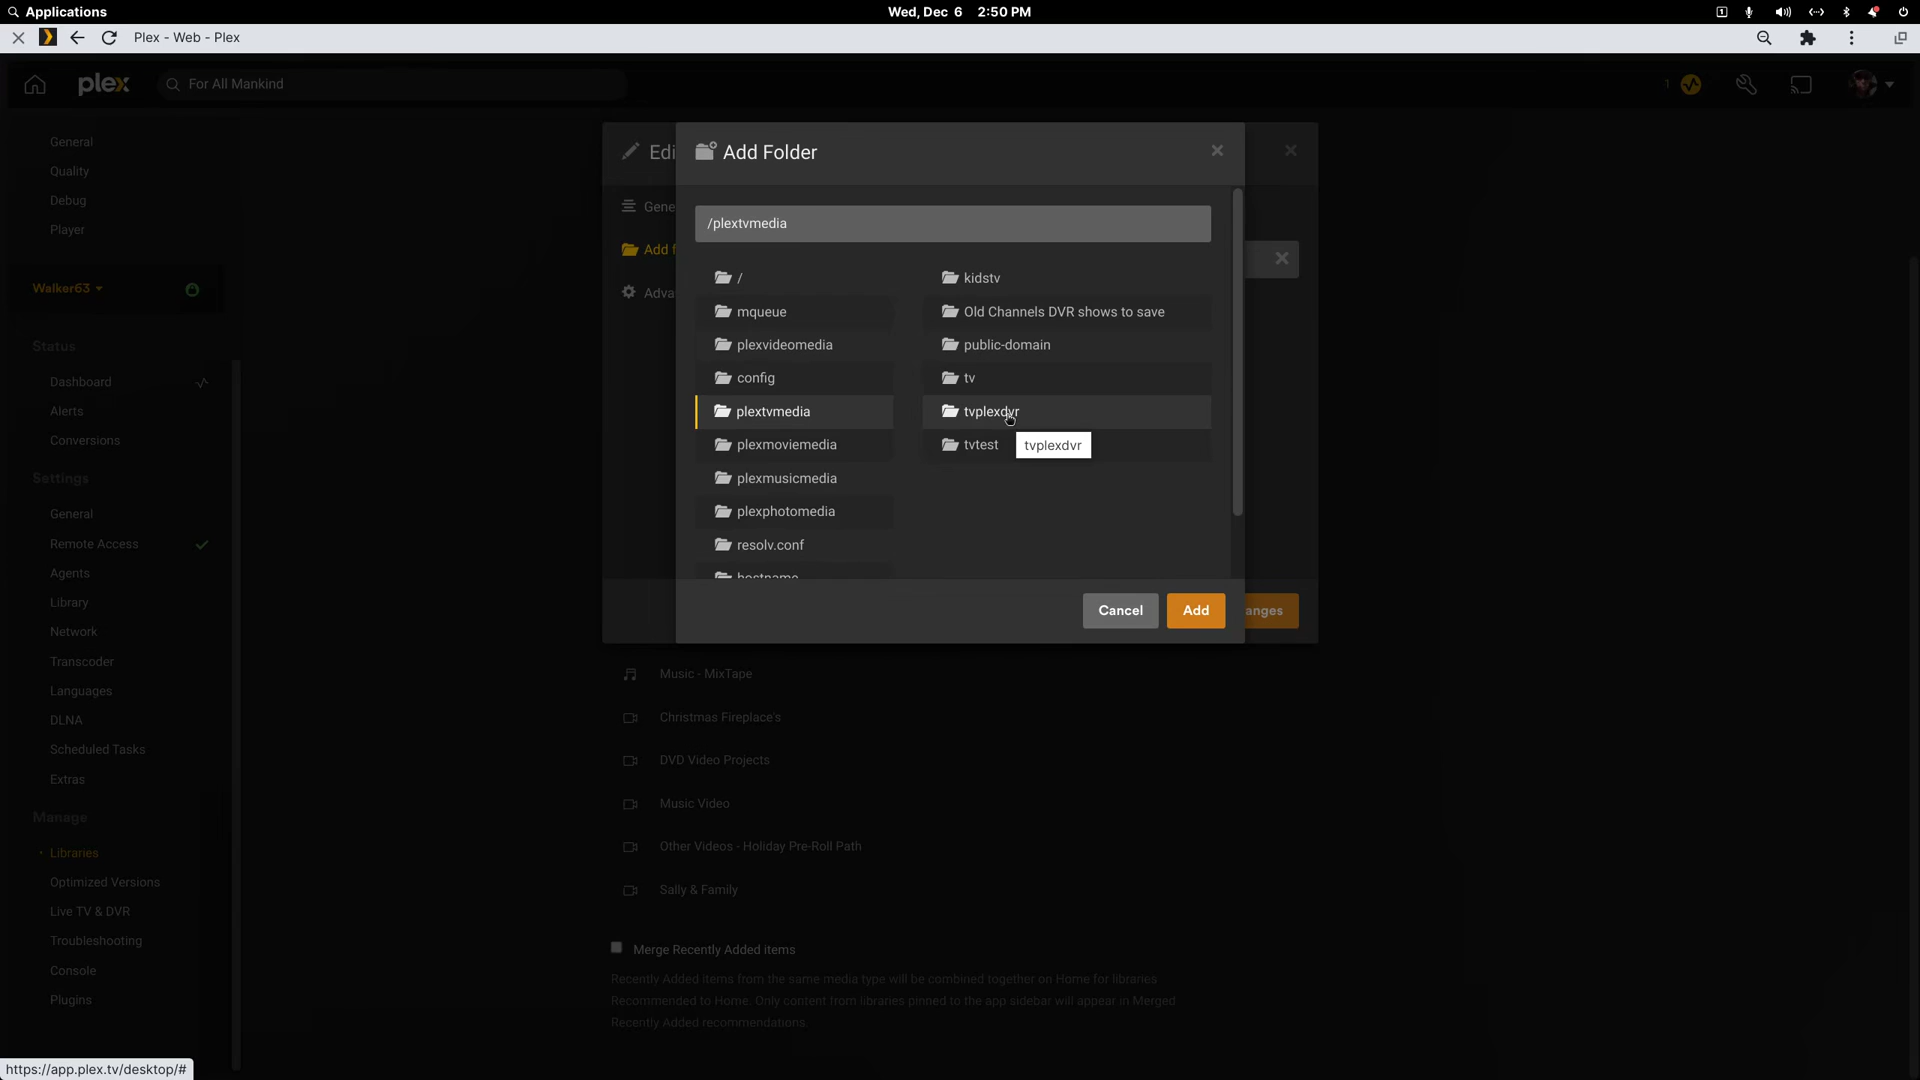 Applications
Wed, Dec 6 2:50 PM
Plex - Web - Plex
plex
For All Mankind
1
General
Quality
Debug
Player
Walker63
Status
Dashboard
Alerts
Conversions
Settings
General
Remote Access
Agents
Library
Network
Transcoder
Languages
DLNA
Scheduled Tasks
Extras
Manage
Libraries
Optimized Versions
Live TV & DVR
Troubleshooting
Console
Plugins
Edi
Gene
Add f
Adva
Add Folder
/plextvmedia
/
mqueue
plexvideomedia
config
plextvmedia
plexmoviemedia
plexmusicmedia
plexphotomedia
resolv.conf
hostname
kidstv
Old Channels DVR shows to save
public-domain
tv
tvplexdvr
tvtest
tvplexdvr
Cancel
Add
anges
Music - MixTape
Christmas Fireplace's
DVD Video Projects
Music Video
Other Videos - Holiday Pre-Roll Path
Sally & Family
Merge Recently Added items
Recently Added items from the same media type will be combined together on Home for libraries
Recommended to Home. Only content from libraries pinned to the app sidebar will appear in Merged
Recently Added recommendations.
https://app.plex.tv/desktop/#